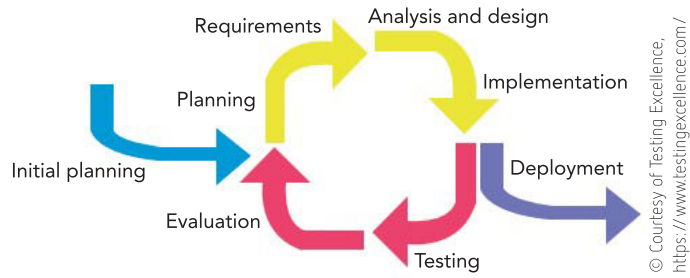 Analysis and design
Requirements
Implementation
Planning
Initial planning
Deployment
Evaluation
Testing
© Courtesy of Testing Excellence,
https://www.testingexcellence.com/